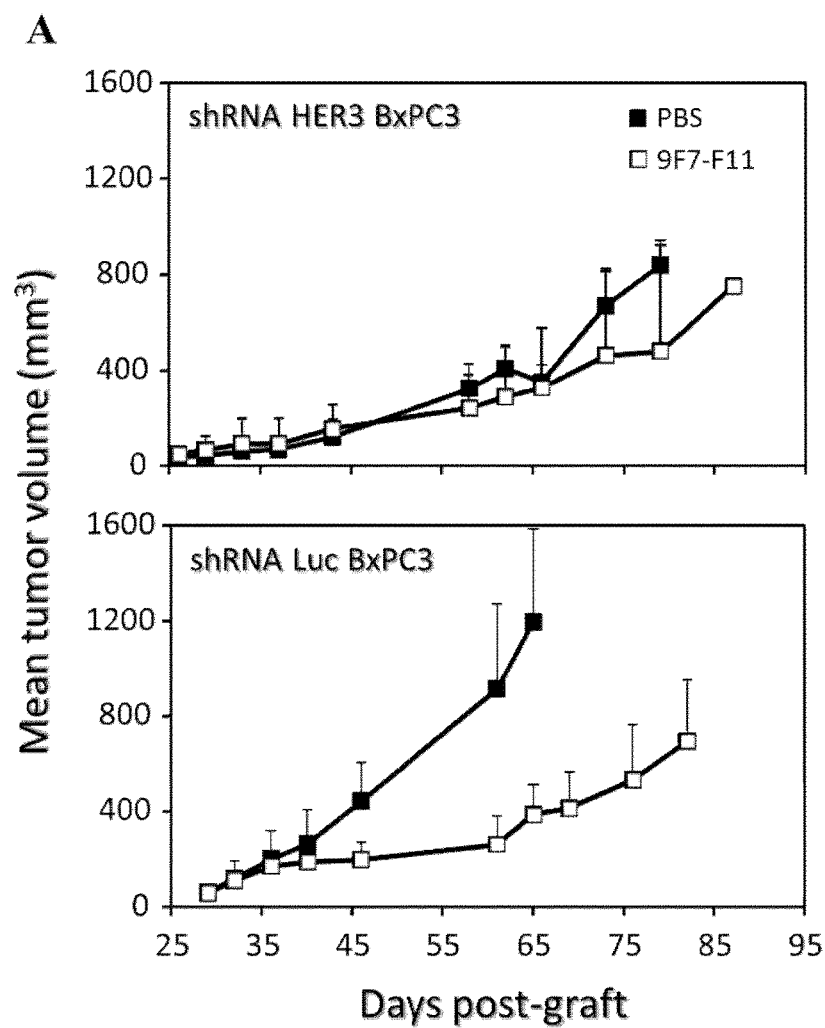 A
1600
shRNA HER3 BxPC3
PBS
1200
9F7-F11
800
400
0
Mean tumor volume (mm³)
1600
shRNA Luc BxPC3
1200
800
400
0
25 35 45 55 65 75 85 95
Days post-graft